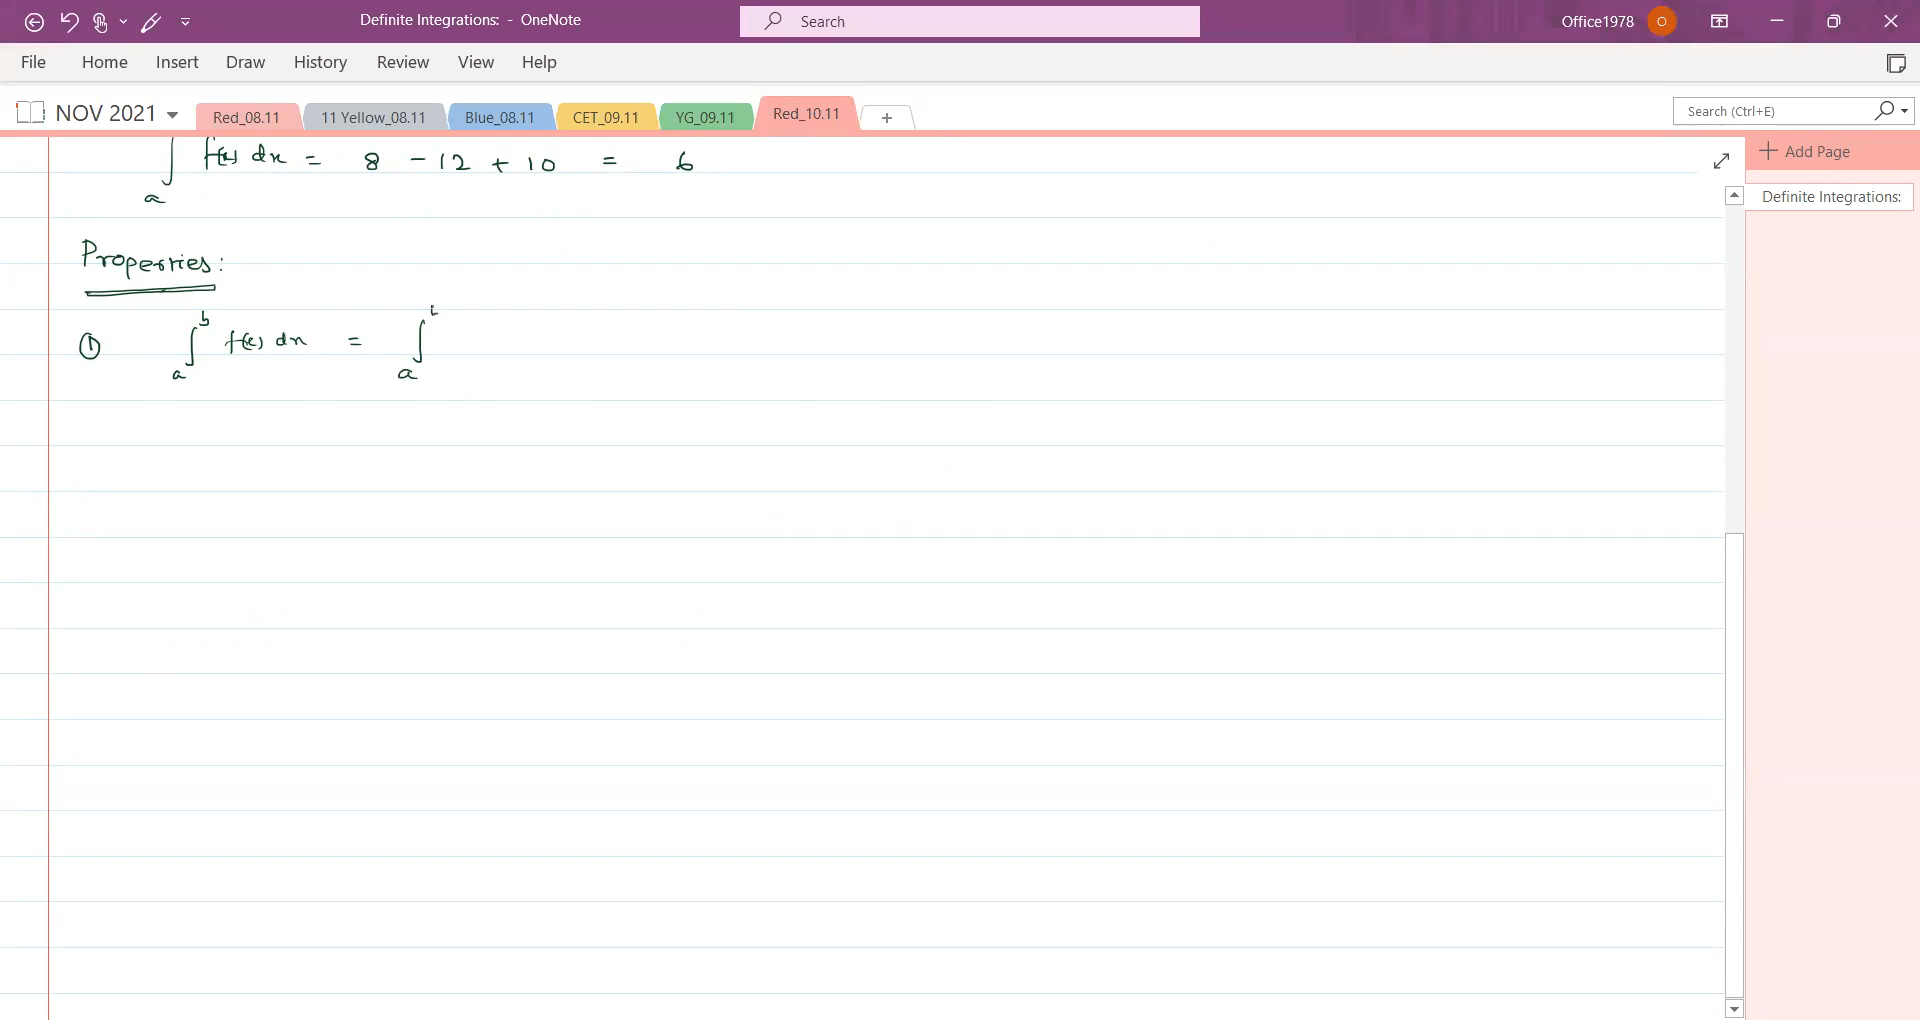 Definite Integrations: - OneNote
Search
Office1978
O
File Home Insert Draw History Review View Help
NOV 2021
Red_08.11
11 Yellow_08.11
Blue_08.11
CET_09.11
YG_09.11
Red_10.11
+
Search (Ctrl+E)
Add Page
Definite Integrations:
∫ₐ f(x) dx = 8 - 12 + 10 = 6
Properties:
① ∫ₐᵇ f(x) dx = ∫ₐ